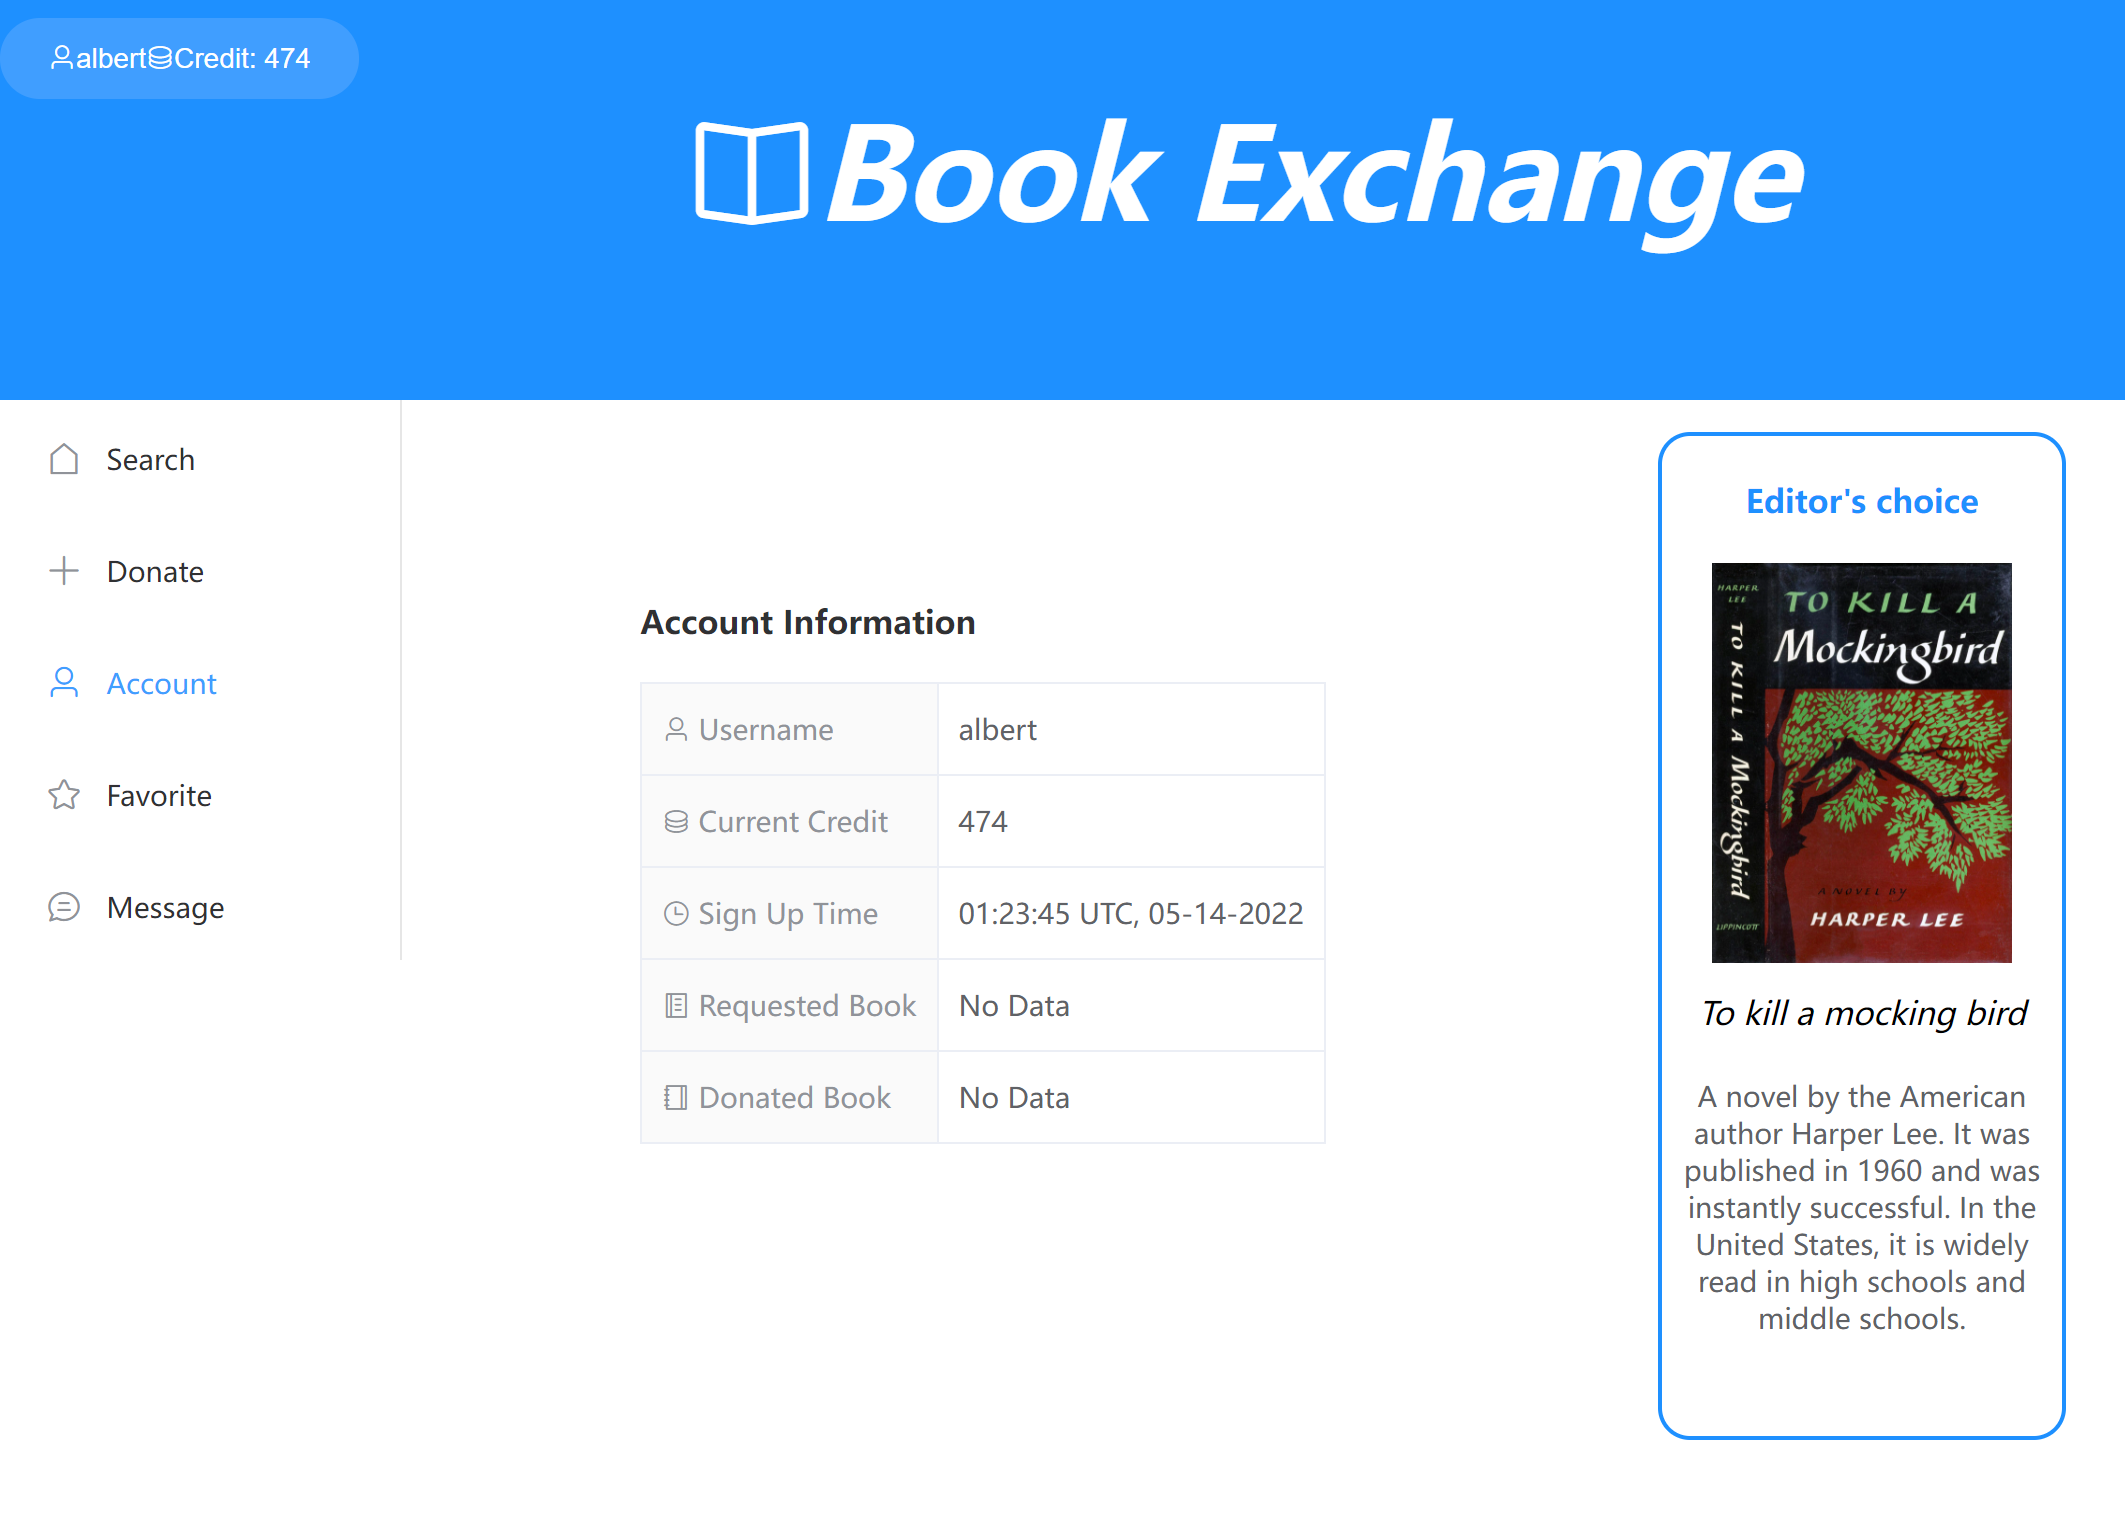 albert Credit: 474
Book Exchange
Search
Donate
Account
Favorite
Message
Account Information
Username albert
Current Credit 474
Sign Up Time 01:23:45 UTC, 05-14-2022
Requested Book No Data
Donated Book No Data
Editor's choice
HARPER LEE
TO KILL A Mockingbird
LIPPINCOTT
TO KILL A
Mockingbird
A NOVEL BY
HARPER LEE
To kill a mocking bird
A novel by the American
author Harper Lee. It was
published in 1960 and was
instantly successful. In the
United States, it is widely
read in high schools and
middle schools.